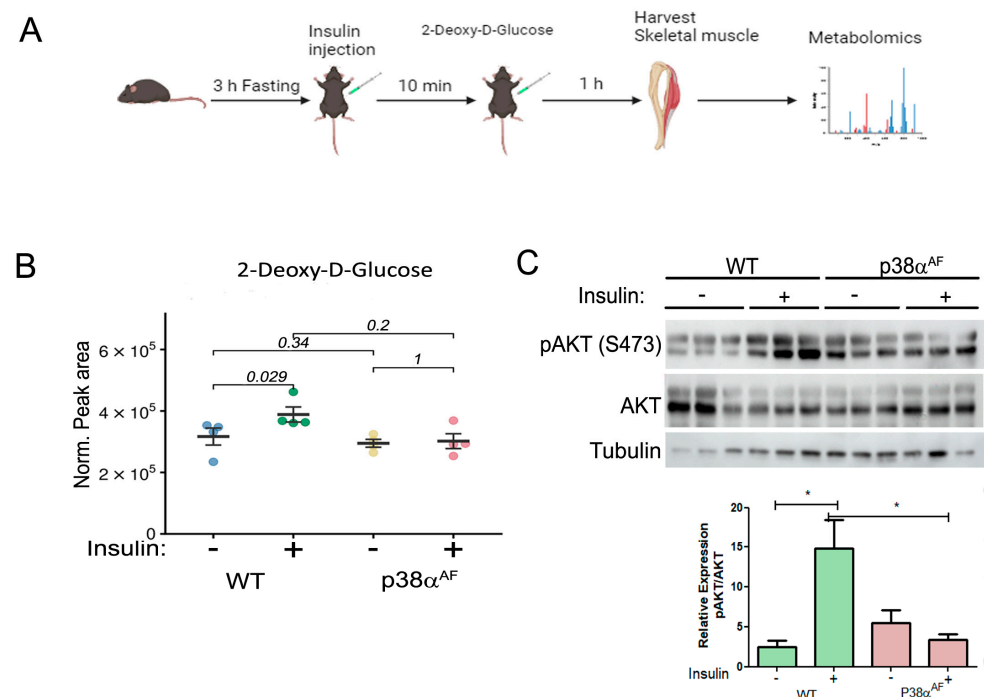 A
Insulin
injection
2-Deoxy-D-Glucose
Harvest
Skeletal muscle
Metabolomics
3 h Fasting
10 min
1 h
B
2-Deoxy-D-Glucose
Norm. Peak area
6 × 10⁵
4 × 10⁵
2 × 10⁵
0
0.2
0.34
1
0.029
Insulin: - + - +
WT p38α^AF
C
WT p38α^AF
Insulin: - + - +
pAKT (S473)
AKT
Tubulin
Relative Expression
pAKT/AKT
20
15
10
5
0
* *
Insulin - + - +
WT P38α^AF